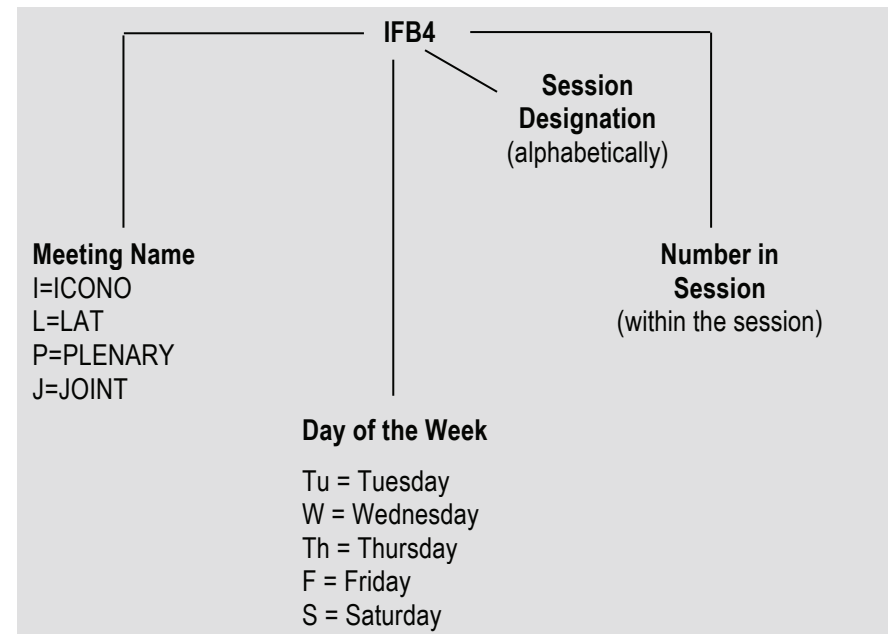 IFB4
Session
Designation
(alphabetically)
Meeting Name
I=ICONO
L=LAT
P=PLENARY
J=JOINT
Number in
Session
(within the session)
Day of the Week
Tu = Tuesday
W = Wednesday
Th = Thursday
F = Friday
S = Saturday